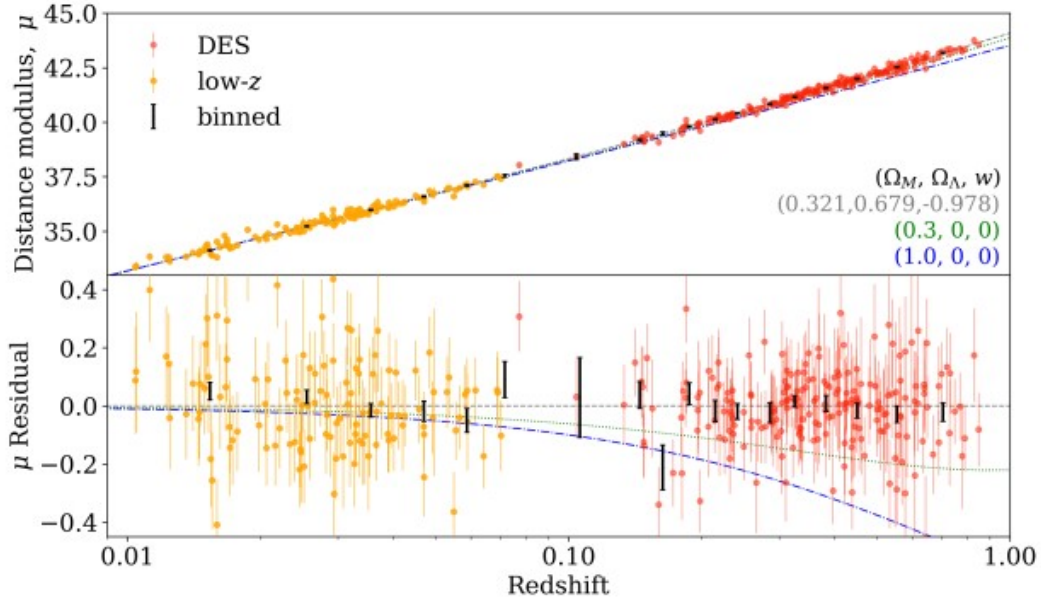 45.0
42.5
40.0
37.5
35.0
Distance modulus, μ
DES
low-z
binned
(Ω_M, Ω_Λ, w)
(0.321,0.679,-0.978)
(0.3, 0, 0)
(1.0, 0, 0)
0.4
0.2
0.0
−0.2
−0.4
μ Residual
0.01
0.10
1.00
Redshift